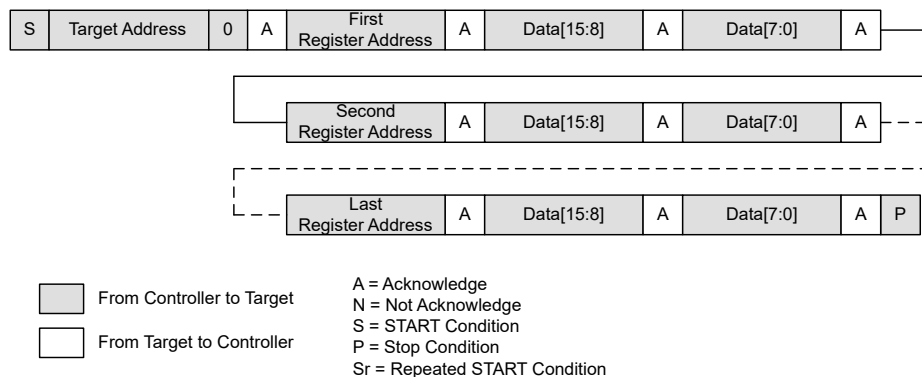 S Target Address 0 A First Register Address A Data[15:8] A Data[7:0] A
Second Register Address A Data[15:8] A Data[7:0] A
Last Register Address A Data[15:8] A Data[7:0] A P
From Controller to Target
From Target to Controller
A = Acknowledge
N = Not Acknowledge
S = START Condition
P = Stop Condition
Sr = Repeated START Condition